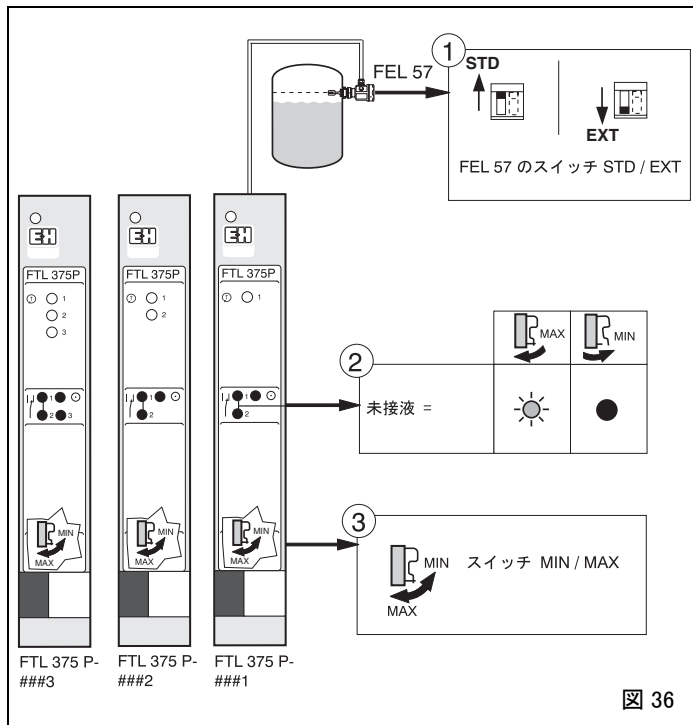 FEL 57
1
STD
EXT
FEL 57 のスイッチ STD / EXT
FTL 375P
T 1
2
3
1
2 3
MIN
MAX
FTL 375 P-
###3
FTL 375P
T 1
2
1
2
MIN
MAX
FTL 375 P-
###2
FTL 375P
T 1
1
2
MIN
MAX
FTL 375 P-
###1
2
MAX
MIN
未接液 =
3
MIN
MAX
スイッチ MIN / MAX
図 36